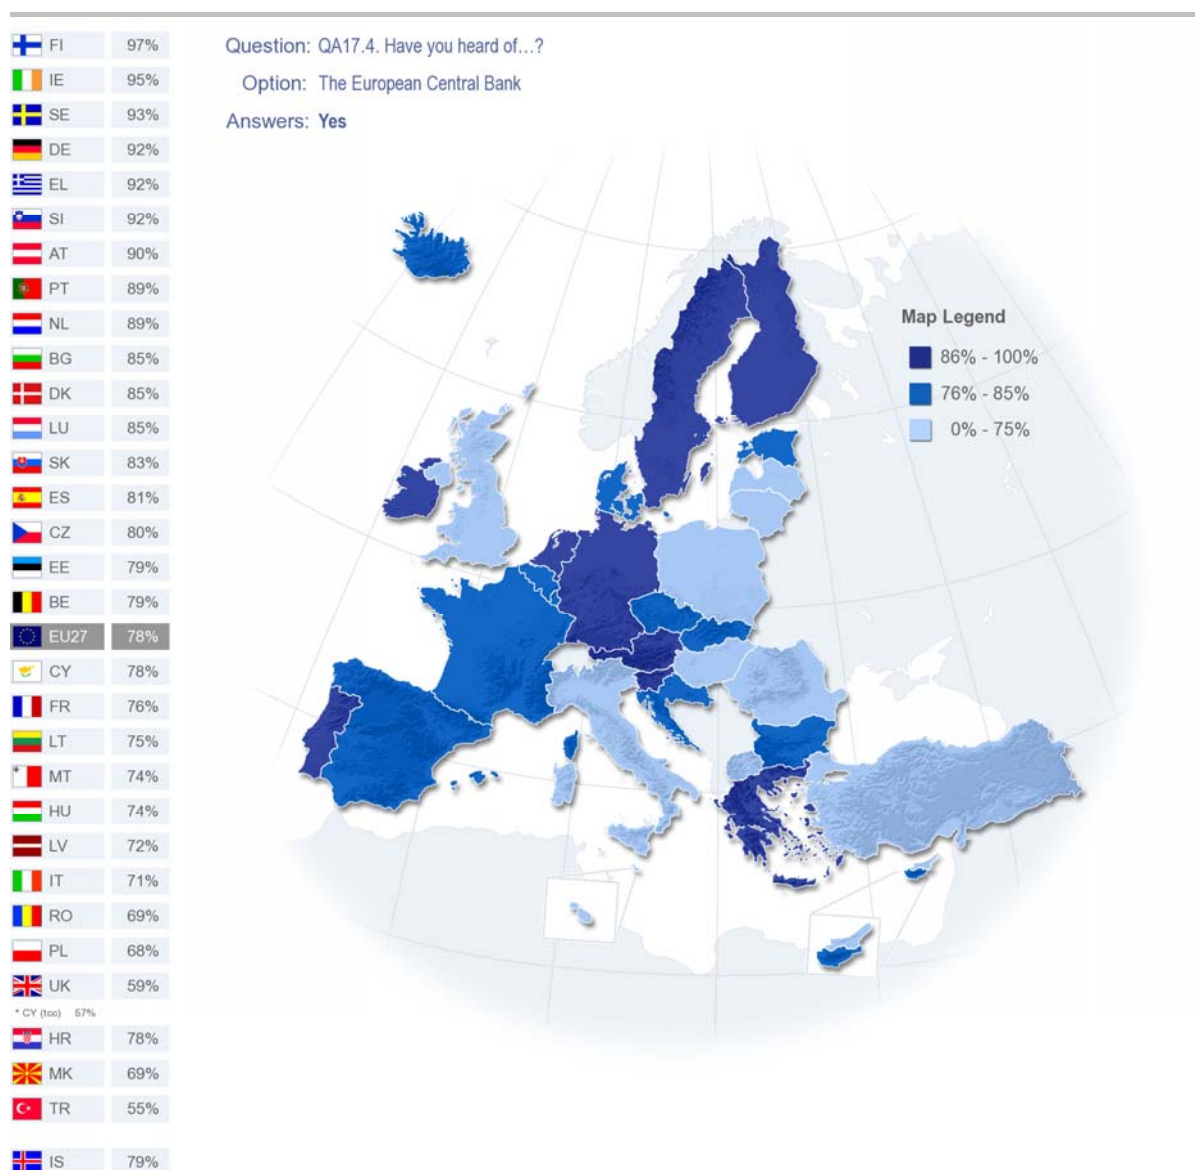 Question: QA17.4. Have you heard of…?
Option: The European Central Bank
Answers: Yes
FI 97%
IE 95%
SE 93%
DE 92%
EL 92%
SI 92%
AT 90%
PT 89%
NL 89%
BG 85%
DK 85%
LU 85%
SK 83%
ES 81%
CZ 80%
EE 79%
BE 79%
EU27 78%
CY 78%
FR 76%
LT 75%
MT 74%
HU 74%
LV 72%
IT 71%
RO 69%
PL 68%
UK 59%
* CY (tcc) 57%
HR 78%
MK 69%
TR 55%
IS 79%
Map Legend
86% - 100%
76% - 85%
0% - 75%